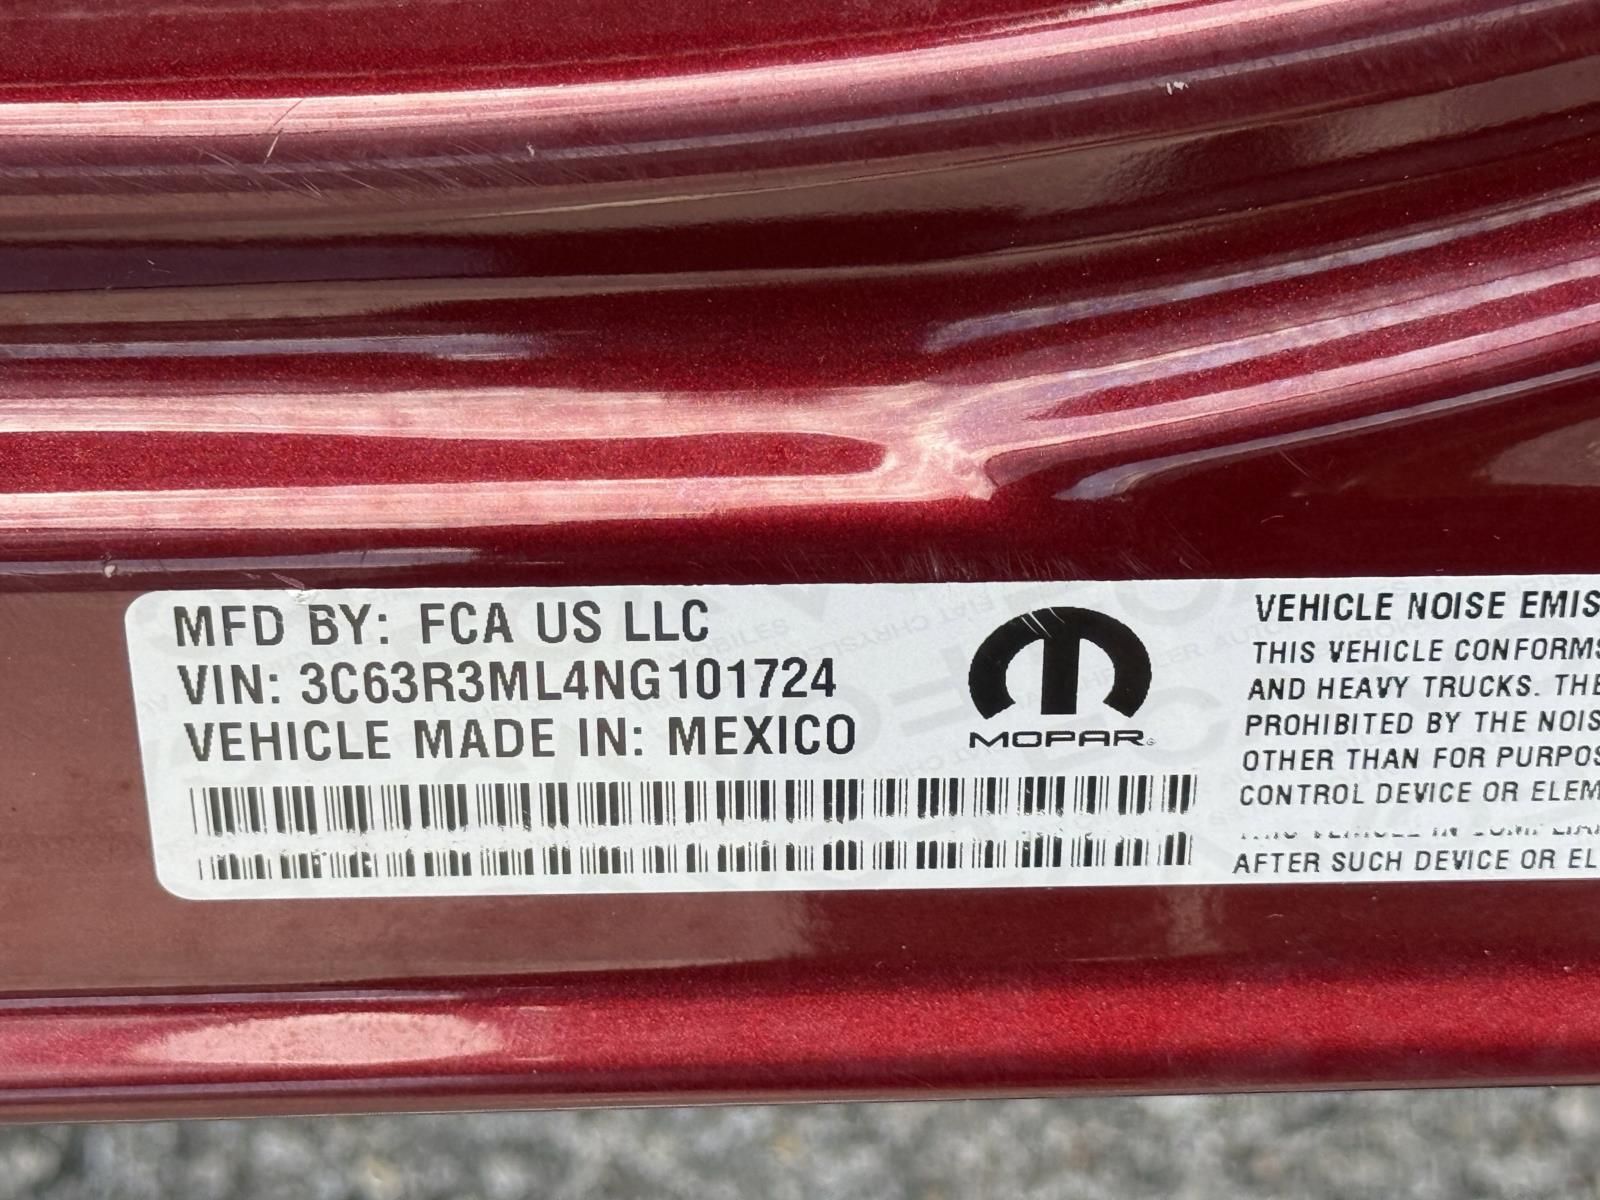 MFD BY: FCA US LLC
VIN: 3C63R3ML4NG101724
VEHICLE MADE IN: MEXICO
MOPAR
VEHICLE NOISE EMIS
THIS VEHICLE CONFORMS
AND HEAVY TRUCKS. THE
PROHIBITED BY THE NOIS
OTHER THAN FOR PURPOS
CONTROL DEVICE OR ELEM
AFTER SUCH DEVICE OR EL